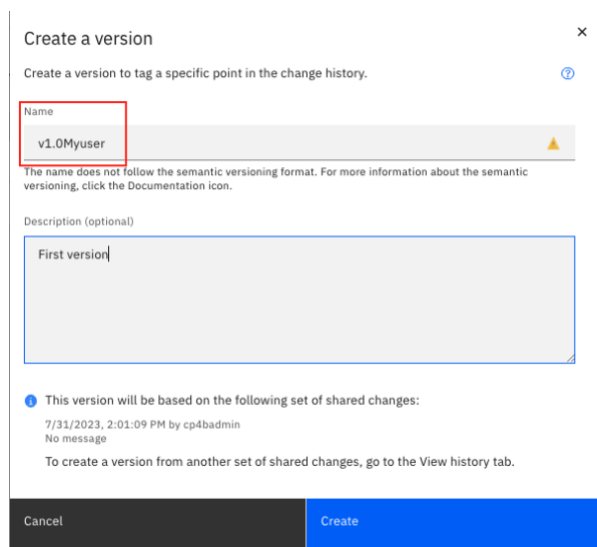 Create a version
Create a version to tag a specific point in the change history.
Name
v1.0Myuser
The name does not follow the semantic versioning format. For more information about the semantic
versioning, click the Documentation icon.
Description (optional)
First version
This version will be based on the following set of shared changes:
7/31/2023, 2:01:09 PM by cp4badmin
No message
To create a version from another set of shared changes, go to the View history tab.
Cancel
Create